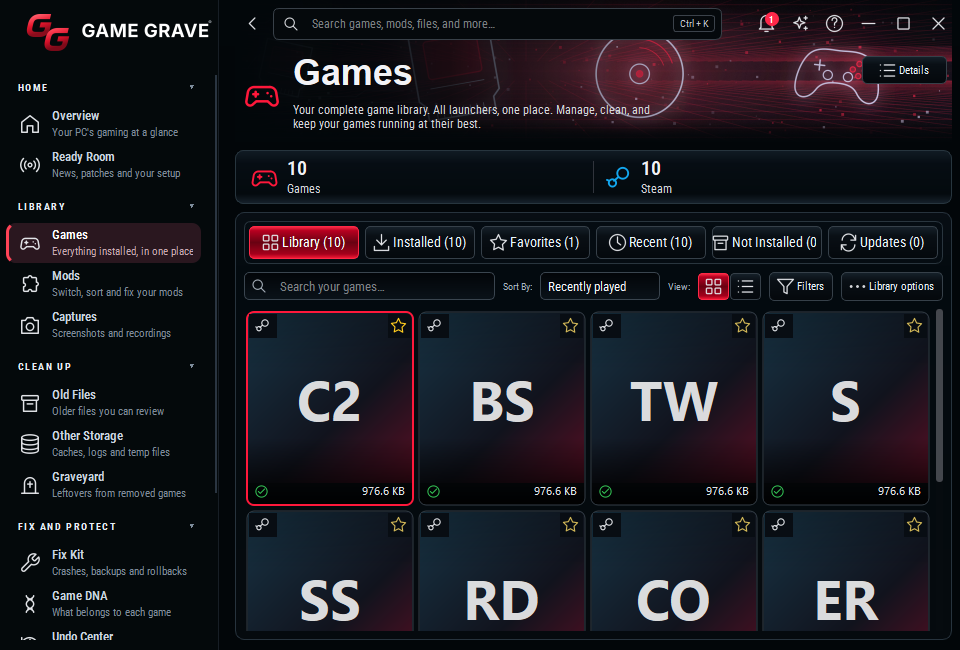 GG GAME GRAVE
Search games, mods, files, and more...
Ctrl + K
1
Games
Your complete game library. All launchers, one place. Manage, clean, and
keep your games running at their best.
Details
HOME
Overview
Your PC's gaming at a glance
Ready Room
News, patches and your setup
LIBRARY
Games
Everything installed, in one place
Mods
Switch, sort and fix your mods
Captures
Screenshots and recordings
CLEAN UP
Old Files
Older files you can review
Other Storage
Caches, logs and temp files
Graveyard
Leftovers from removed games
FIX AND PROTECT
Fix Kit
Crashes, backups and rollbacks
Game DNA
What belongs to each game
Undo Center
10
Games
10
Steam
Library (10)
Installed (10)
Favorites (1)
Recent (10)
Not Installed (0
Updates (0)
Search your games...
Sort By:
Recently played
View:
Filters
Library options
C2
976.6 KB
BS
976.6 KB
TW
976.6 KB
S
976.6 KB
SS
RD
CO
ER